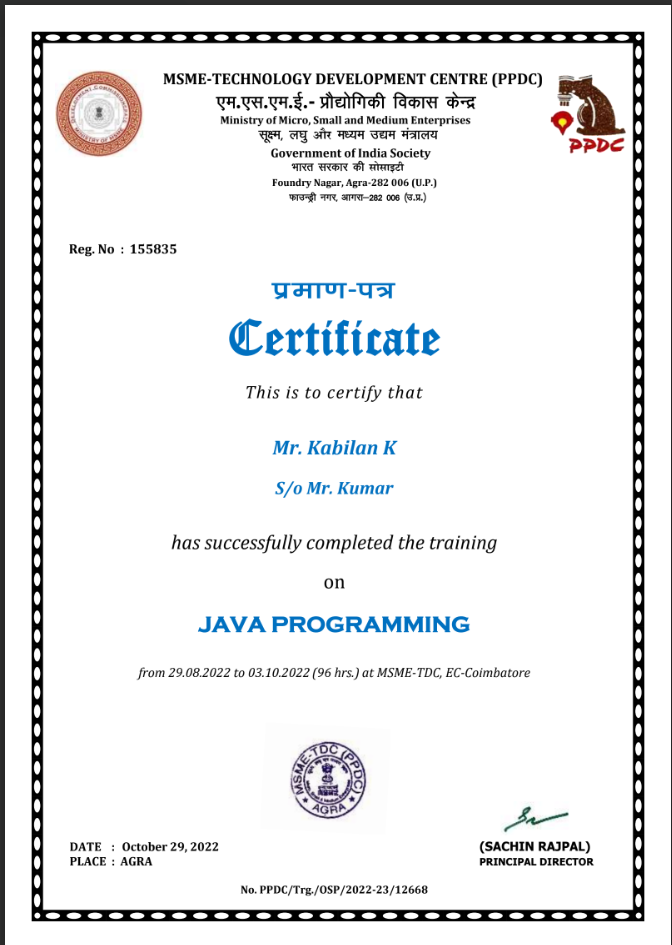 MSME-TECHNOLOGY DEVELOPMENT CENTRE (PPDC)
एम.एस.एम.ई.- प्रौद्योगिकी विकास केन्द्र
Ministry of Micro, Small and Medium Enterprises
सूक्ष्म, लघु और मध्यम उद्यम मंत्रालय
Government of India Society
भारत सरकार की सोसाइटी
Foundry Nagar, Agra-282 006 (U.P.)
फाउन्ड्री नगर, आगरा–282 006 (उ.प्र.)
PPDC
Reg. No : 155835
प्रमाण-पत्र
Certificate
This is to certify that
Mr. Kabilan K
S/o Mr. Kumar
has successfully completed the training
on
JAVA PROGRAMMING
from 29.08.2022 to 03.10.2022 (96 hrs.) at MSME-TDC, EC-Coimbatore
MSME-TDC (PPDC)
AGRA
DATE : October 29, 2022
PLACE : AGRA
(SACHIN RAJPAL)
PRINCIPAL DIRECTOR
No. PPDC/Trg./OSP/2022-23/12668